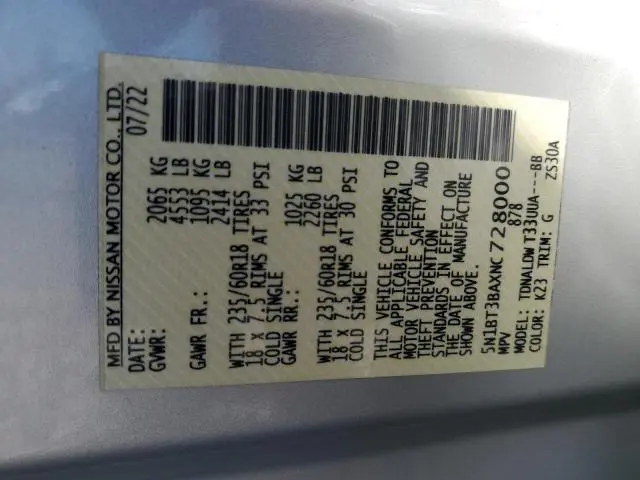 MFD BY NISSAN MOTOR CO., LTD.
DATE: 07/22
GVWR: 2065 KG
4553 LB
GAWR FR.: 1095 KG
2414 LB
WITH 235/60R18 TIRES
18 X 7.5 RIMS AT 33 PSI
COLD SINGLE
GAWR RR.: 1025 KG
2260 LB
WITH 235/60R18 TIRES
18 X 7.5 RIMS AT 30 PSI
COLD SINGLE
THIS VEHICLE CONFORMS TO
ALL APPLICABLE FEDERAL
MOTOR VEHICLE SAFETY AND
THEFT PREVENTION
STANDARDS IN EFFECT ON
THE DATE OF MANUFACTURE
SHOWN ABOVE.
5N1BT3BAXNC728000
MPV 878
MODEL: TDNALDW T33UUA---BB
COLOR: K23 TRIM: G ZS30A